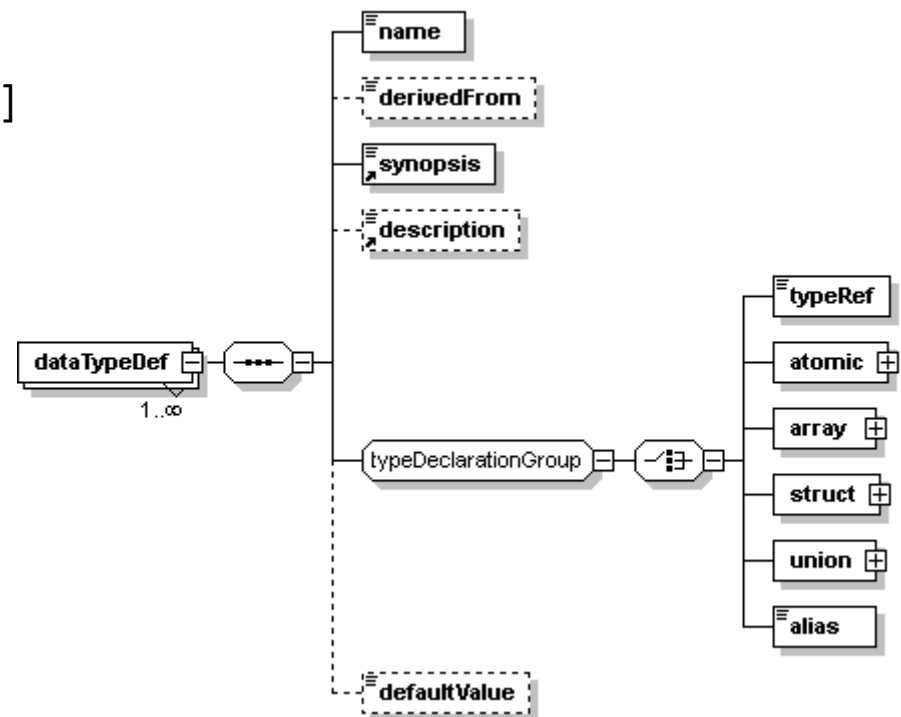 name
]
derivedFrom
synopsis
description
typeRef
dataTypeDef
atomic
1..∞
array
typeDeclarationGroup
struct
union
alias
defaultValue